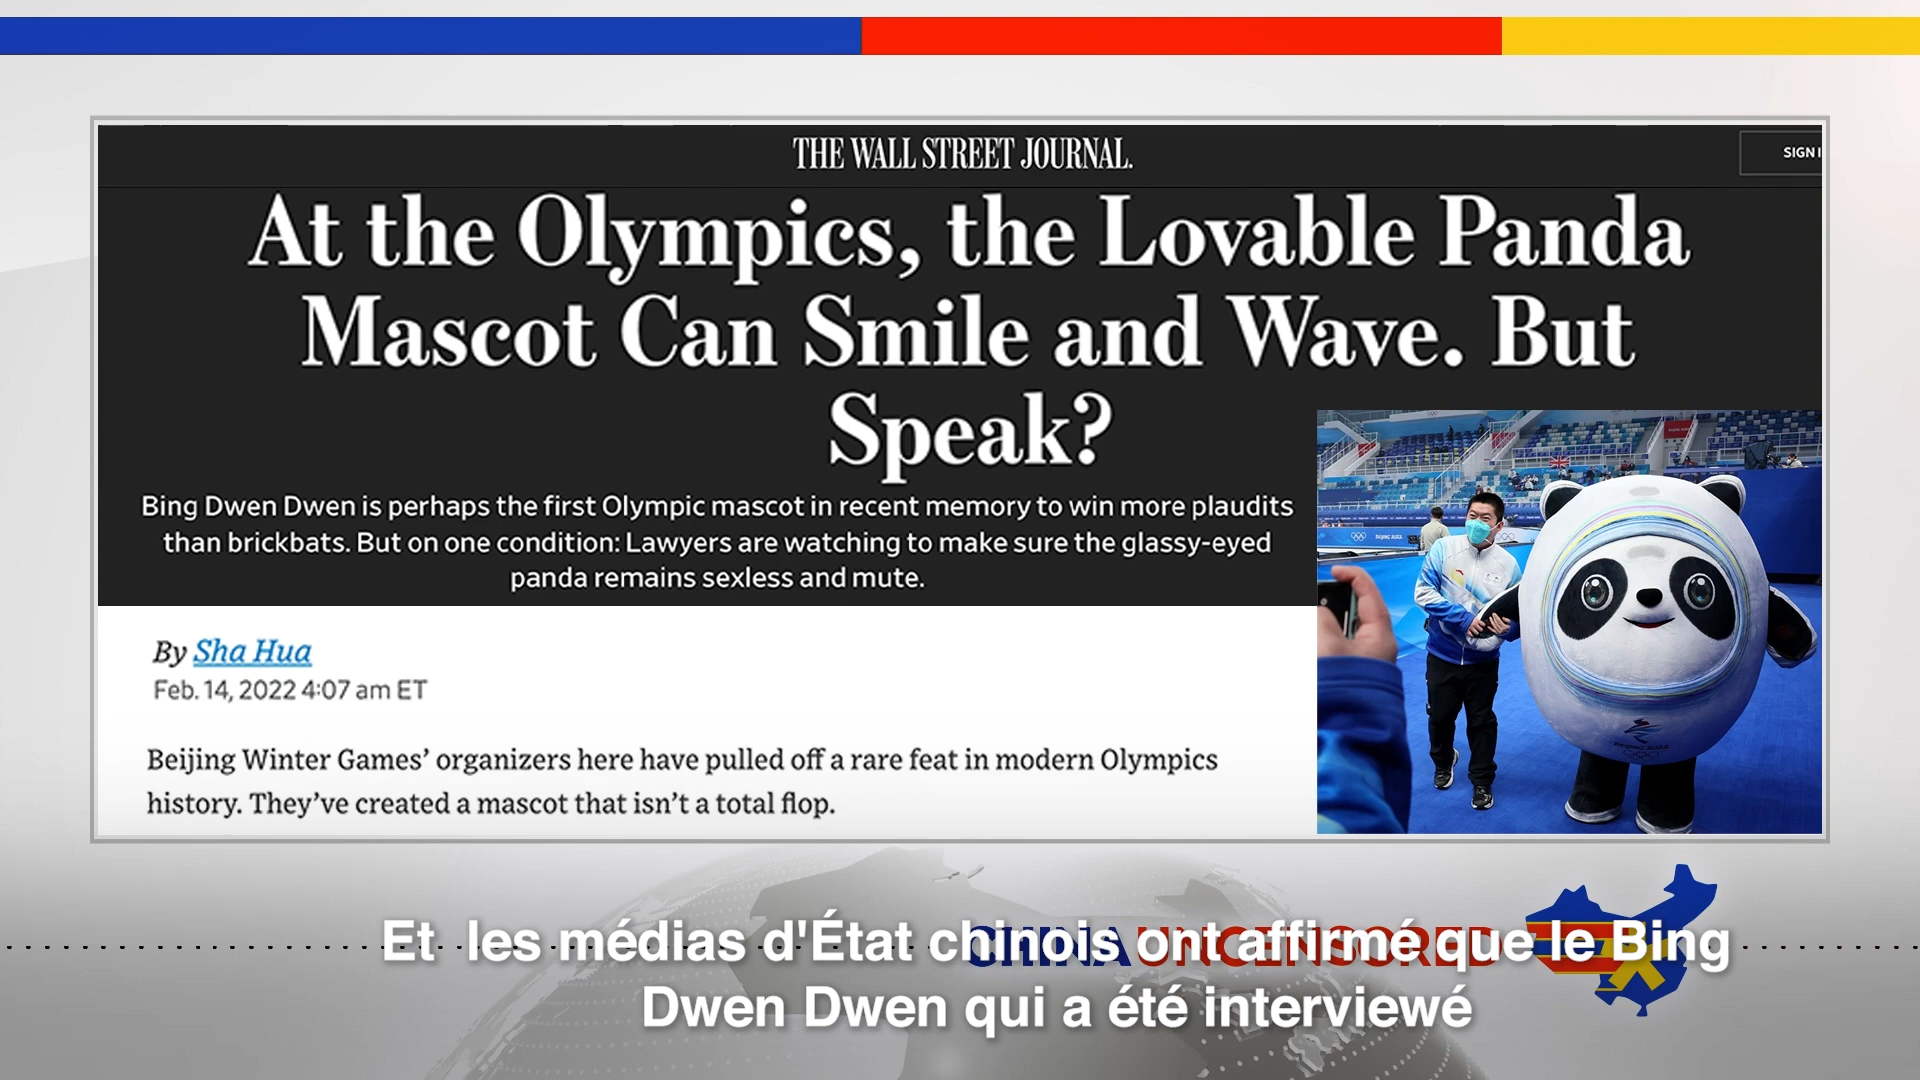 THE WALL STREET JOURNAL.
SIGN I
At the Olympics, the Lovable Panda
Mascot Can Smile and Wave. But
Speak?
Bing Dwen Dwen is perhaps the first Olympic mascot in recent memory to win more plaudits
than brickbats. But on one condition: Lawyers are watching to make sure the glassy-eyed
panda remains sexless and mute.
By Sha Hua
Feb. 14, 2022 4:07 am ET
Beijing Winter Games’ organizers here have pulled off a rare feat in modern Olympics
history. They’ve created a mascot that isn’t a total flop.
CHINA UNCENSORED
Et les médias d'État chinois ont affirmé que le Bing
Dwen Dwen qui a été interviewé